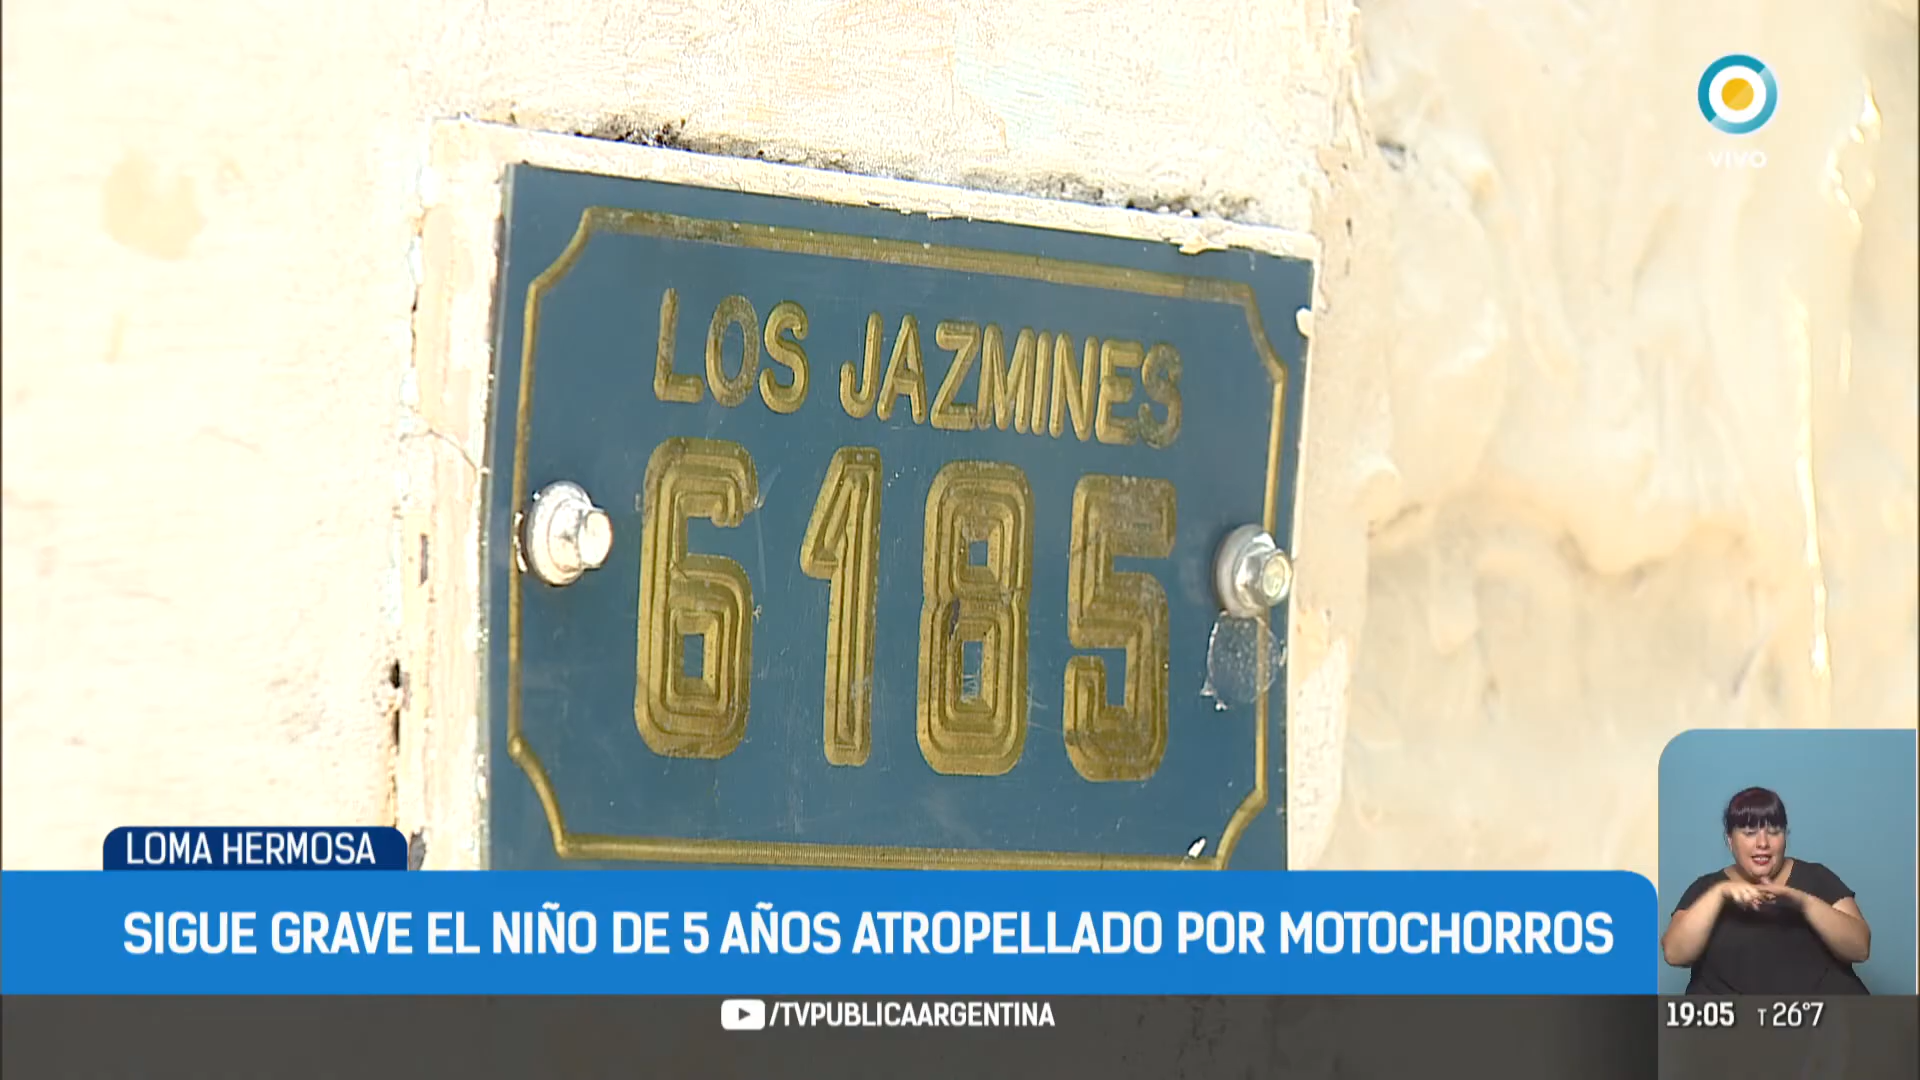 VIVO
LOS JAZMINES
6185
LOMA HERMOSA
SIGUE GRAVE EL NIÑO DE 5 AÑOS ATROPELLADO POR MOTOCHORROS
/TVPUBLICAARGENTINA
19:05 T 26°7